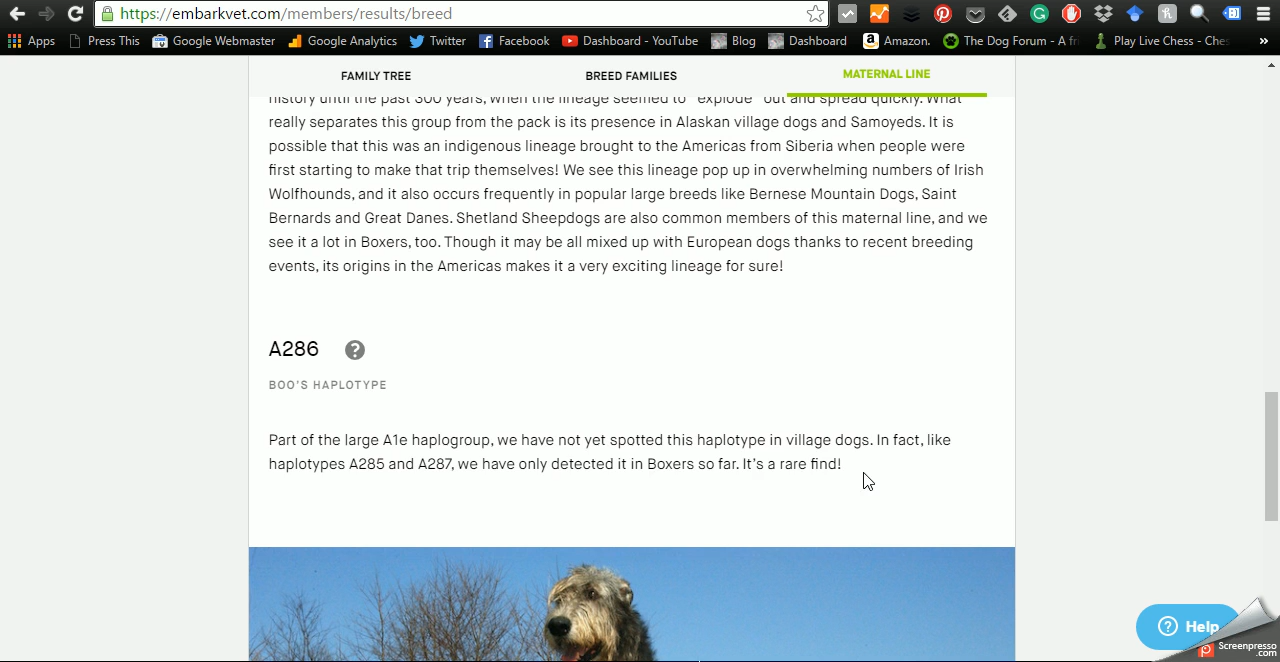 https://embarkvet.com/members/results/breed
Apps Press This Google Webmaster Google Analytics Twitter Facebook Dashboard - YouTube Blog Dashboard Amazon. The Dog Forum - A fri Play Live Chess - Ches »
FAMILY TREE BREED FAMILIES MATERNAL LINE
history until the past 300 years, when the lineage seemed to "explode" out and spread quickly. What
really separates this group from the pack is its presence in Alaskan village dogs and Samoyeds. It is
possible that this was an indigenous lineage brought to the Americas from Siberia when people were
first starting to make that trip themselves! We see this lineage pop up in overwhelming numbers of Irish
Wolfhounds, and it also occurs frequently in popular large breeds like Bernese Mountain Dogs, Saint
Bernards and Great Danes. Shetland Sheepdogs are also common members of this maternal line, and we
see it a lot in Boxers, too. Though it may be all mixed up with European dogs thanks to recent breeding
events, its origins in the Americas makes it a very exciting lineage for sure!
A286 ?
BOO'S HAPLOTYPE
Part of the large A1e haplogroup, we have not yet spotted this haplotype in village dogs. In fact, like
haplotypes A285 and A287, we have only detected it in Boxers so far. It's a rare find!
? Help
Screenpresso
.com